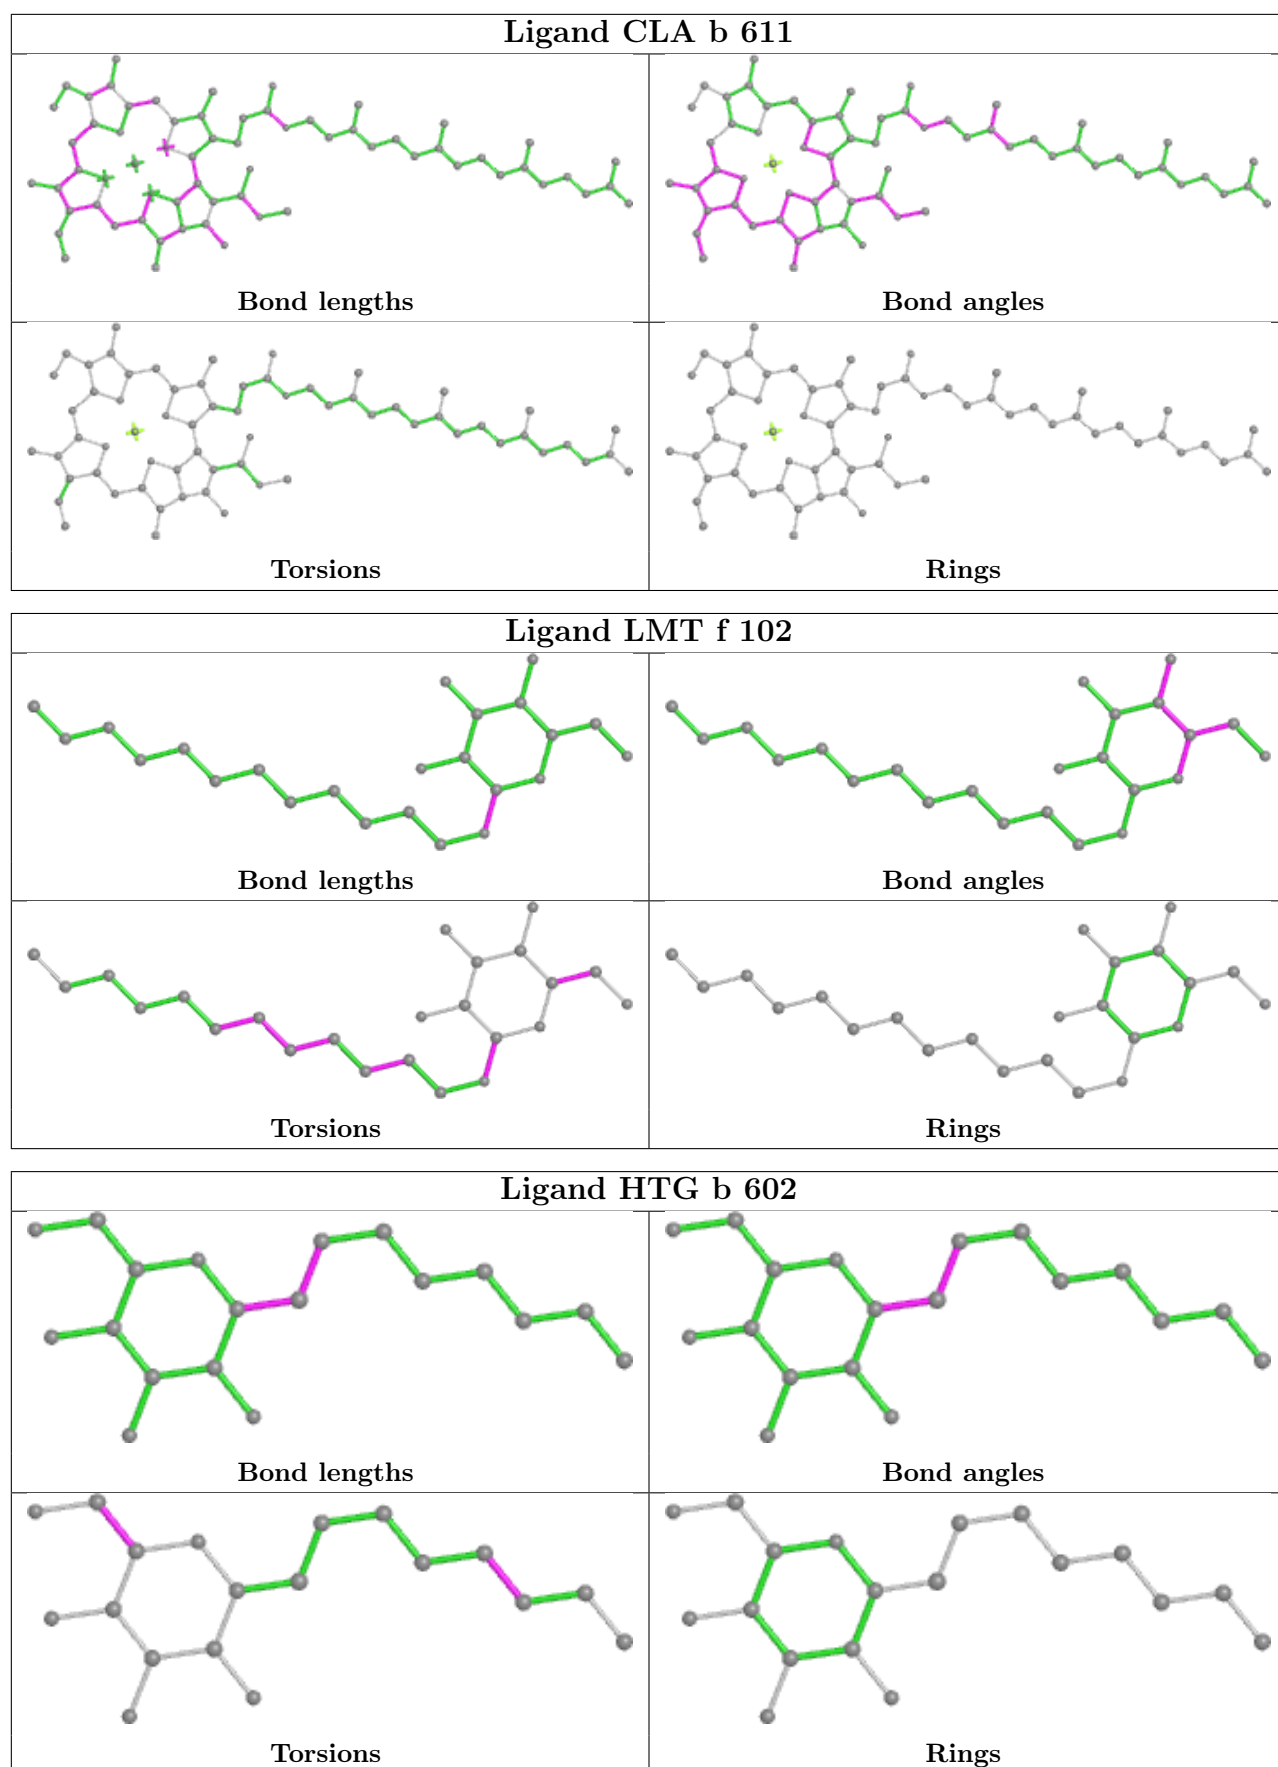 Ligand CLA b 611
Bond lengths
Bond angles
Torsions
Rings
Ligand LMT f 102
Bond lengths
Bond angles
Torsions
Rings
Ligand HTG b 602
Bond lengths
Bond angles
Torsions
Rings